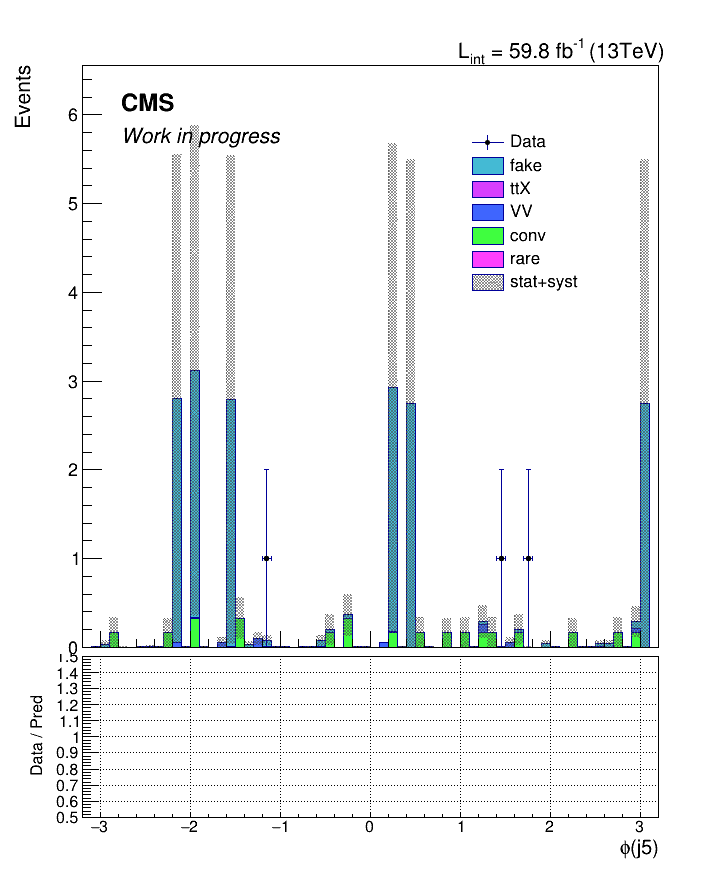 L_int = 59.8 fb^-1 (13TeV)
Events
CMS
Work in progress
Data
fake
ttX
VV
conv
rare
stat+syst
6
5
4
3
2
1
0
Data / Pred
1.5
1.4
1.3
1.2
1.1
1
0.9
0.8
0.7
0.6
0.5
−3 −2 −1 0 1 2 3
ϕ(j5)